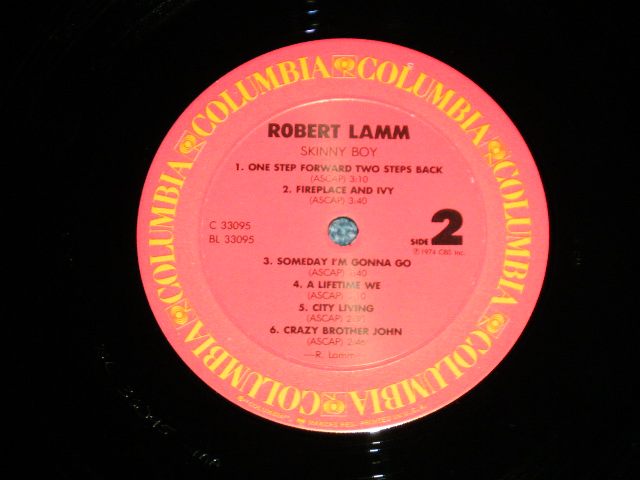 COLUMBIA COLUMBIA COLUMBIA COLUMBIA COLUMBIA COLUMBIA
ROBERT LAMM
SKINNY BOY
1. ONE STEP FORWARD TWO STEPS BACK
(ASCAP) 3:10
2. FIREPLACE AND IVY
(ASCAP) 3:40
C 33095
BL 33095
SIDE 2
℗ 1974 CBS Inc.
3. SOMEDAY I'M GONNA GO
(ASCAP) :40
4. A LIFETIME WE
(ASCAP)
5. CITY LIVING
(ASCAP)
6. CRAZY BROTHER JOHN
(ASCAP) 2:46
—R. Lamm—